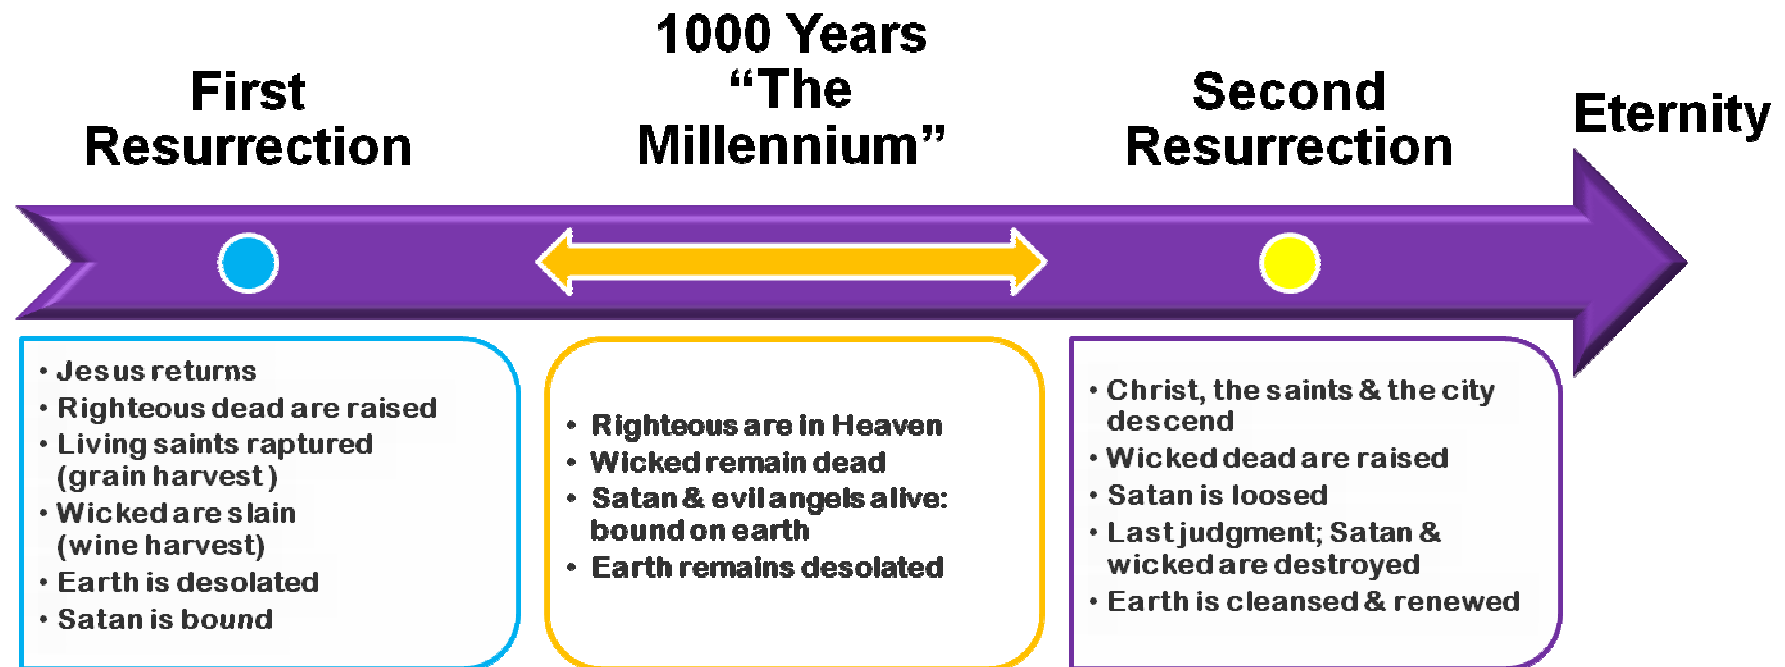 First
Resurrection
1000 Years
“The
Millennium”
Second
Resurrection
Eternity
• Jesus returns
• Righteous dead are raised
• Living saints raptured
(grain harvest)
• Wicked are slain
(wine harvest)
• Earth is desolated
• Satan is bound
• Righteous are in Heaven
• Wicked remain dead
• Satan & evil angels alive:
bound on earth
• Earth remains desolated
• Christ, the saints & the city
descend
• Wicked dead are raised
• Satan is loosed
• Last judgment; Satan &
wicked are destroyed
• Earth is cleansed & renewed